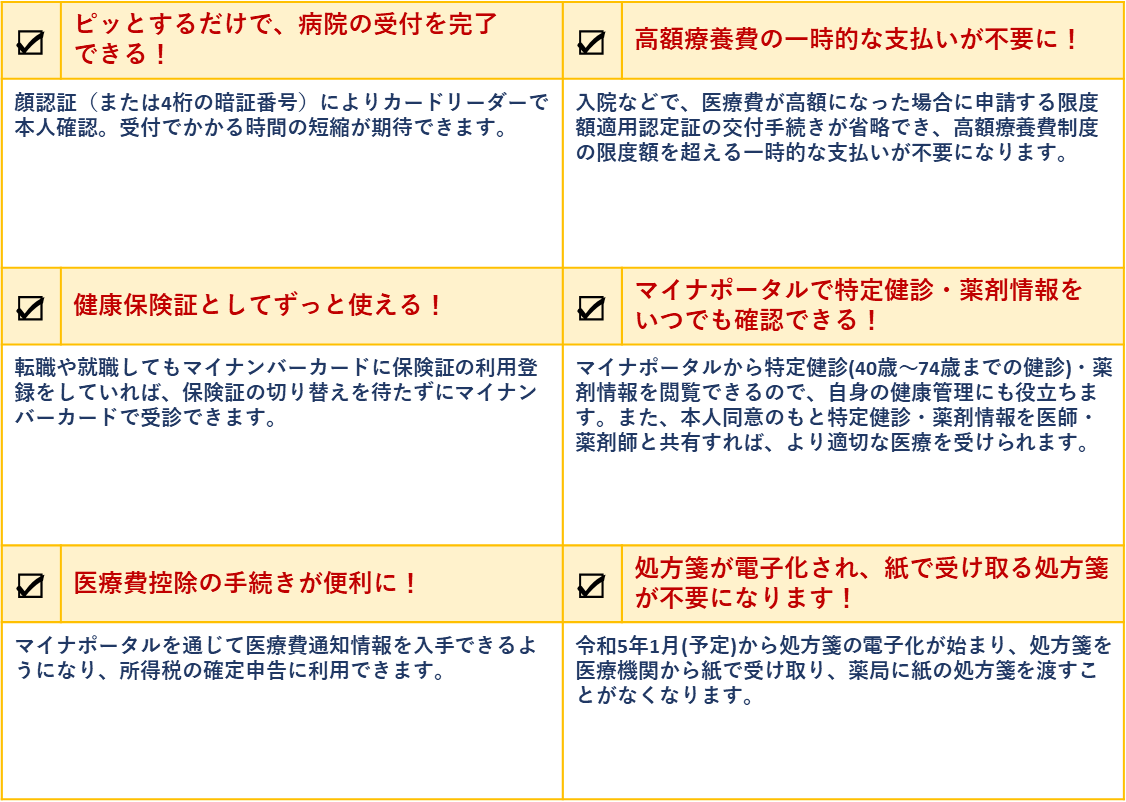 ピッとするだけで、病院の受付を完了
できる！
顔認証（または4桁の暗証番号）によりカードリーダーで
本人確認。受付でかかる時間の短縮が期待できます。
高額療養費の一時的な支払いが不要に！
入院などで、医療費が高額になった場合に申請する限度
額適用認定証の交付手続きが省略でき、高額療養費制度
の限度額を超える一時的な支払いが不要になります。
健康保険証としてずっと使える！
転職や就職してもマイナンバーカードに保険証の利用登
録をしていれば、保険証の切り替えを待たずにマイナン
バーカードで受診できます。
マイナポータルで特定健診・薬剤情報を
いつでも確認できる！
マイナポータルから特定健診(40歳～74歳までの健診)・薬
剤情報を閲覧できるので、自身の健康管理にも役立ちま
す。また、本人同意のもと特定健診・薬剤情報を医師・
薬剤師と共有すれば、より適切な医療を受けられます。
医療費控除の手続きが便利に！
マイナポータルを通じて医療費通知情報を入手できるよ
うになり、所得税の確定申告に利用できます。
処方箋が電子化され、紙で受け取る処方箋
が不要になります！
令和5年1月(予定)から処方箋の電子化が始まり、処方箋を
医療機関から紙で受け取り、薬局に紙の処方箋を渡すこ
とがなくなります。